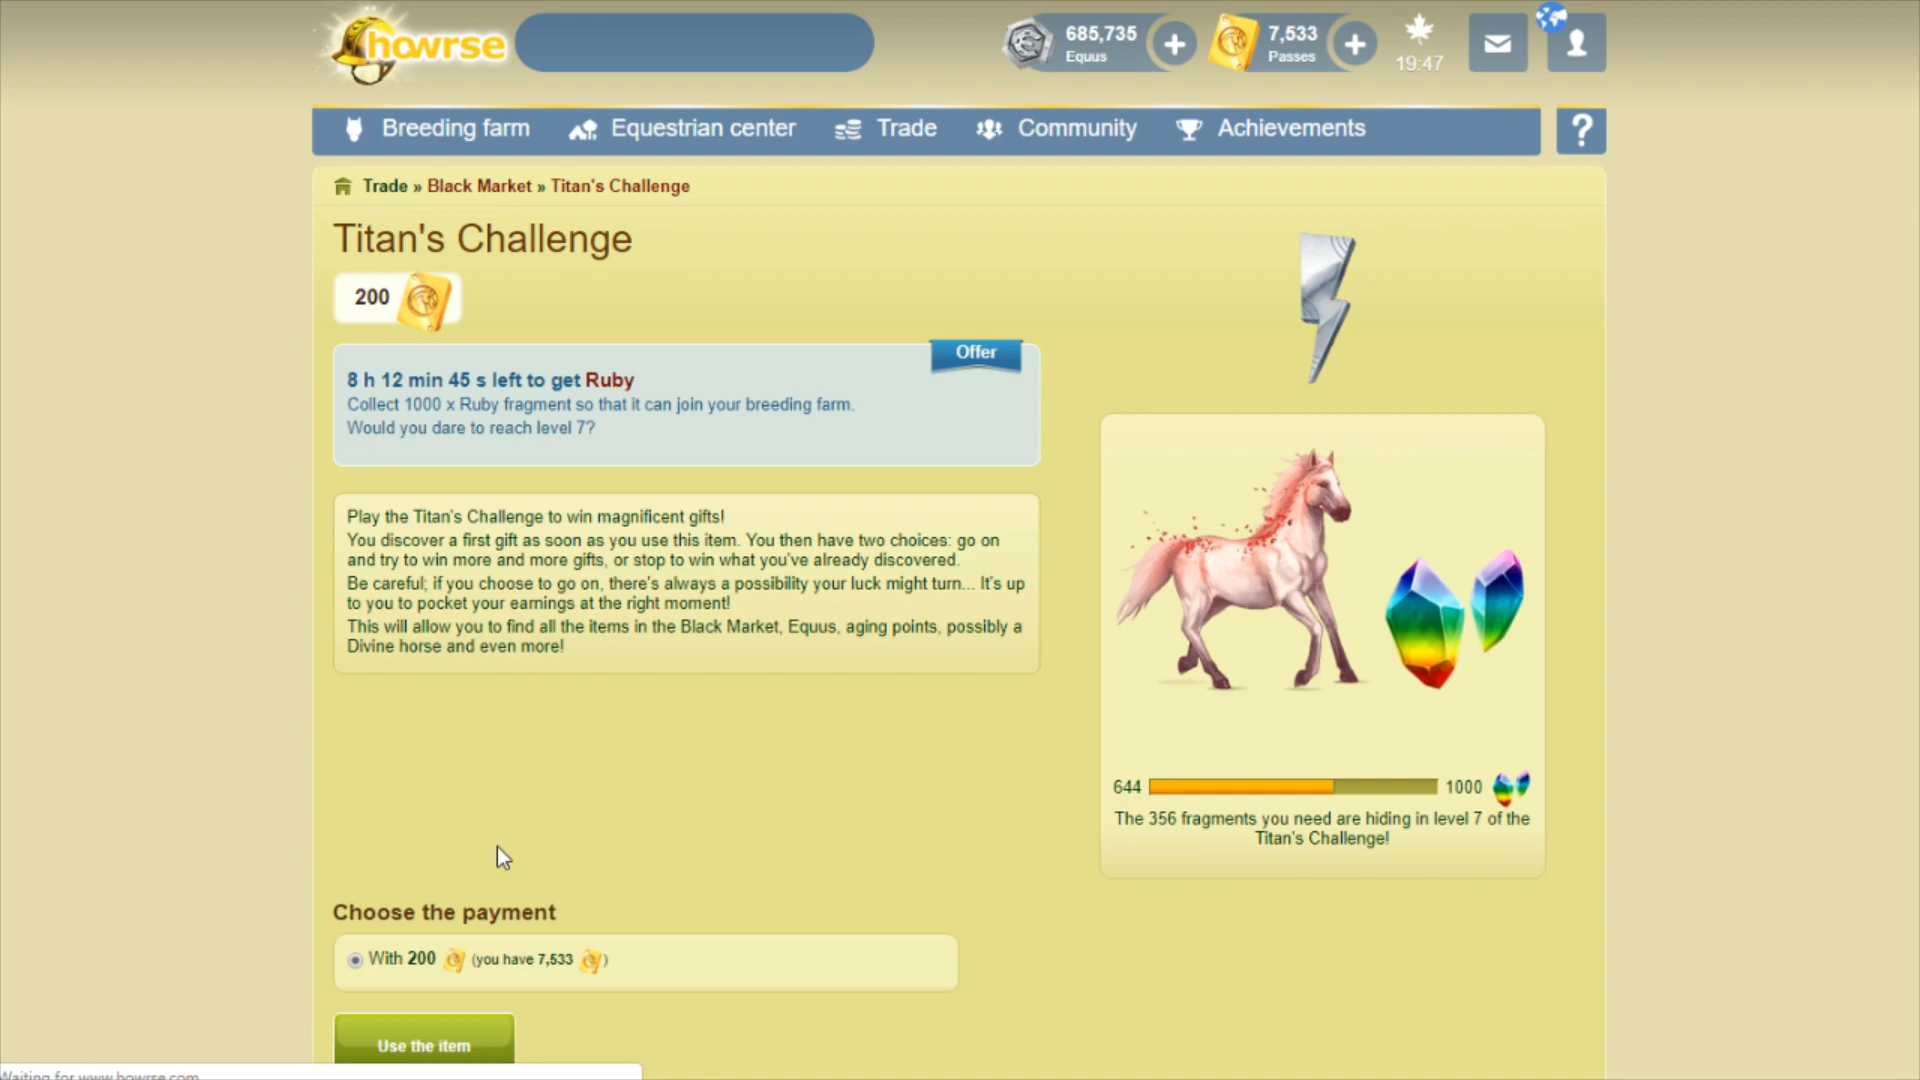 howrse
685,735
Equus
7,533
Passes
19:47
Breeding farm
Equestrian center
Trade
Community
Achievements
?
Trade » Black Market » Titan's Challenge
Titan's Challenge
200
Offer
8 h 12 min 45 s left to get Ruby
Collect 1000 x Ruby fragment so that it can join your breeding farm.
Would you dare to reach level 7?
Play the Titan's Challenge to win magnificent gifts!
You discover a first gift as soon as you use this item. You then have two choices: go on
and try to win more and more gifts, or stop to win what you've already discovered.
Be careful; if you choose to go on, there's always a possibility your luck might turn... It's up
to you to pocket your earnings at the right moment!
This will allow you to find all the items in the Black Market, Equus, aging points, possibly a
Divine horse and even more!
644
1000
The 356 fragments you need are hiding in level 7 of the
Titan's Challenge!
Choose the payment
With 200 (you have 7,533 )
Use the item
Waiting for www.howrse.com